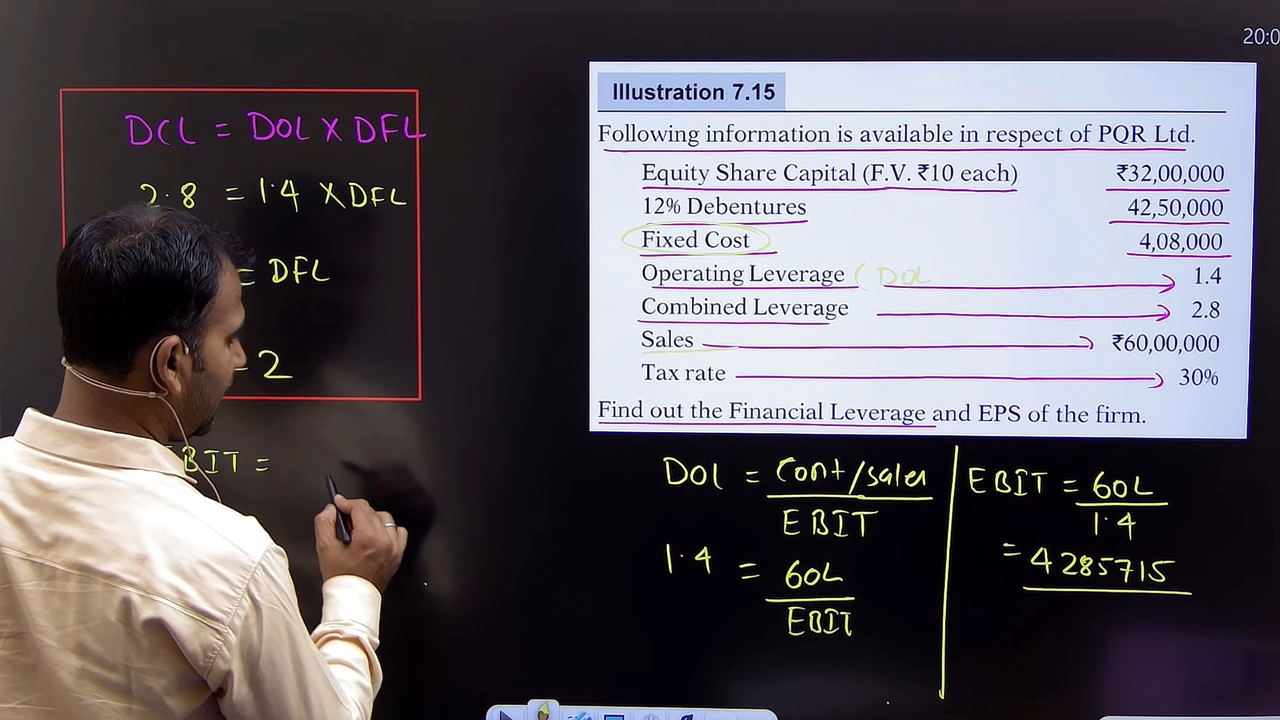 20:0
DCL = DOL X DFL
2.8 = 1.4 X DFL
= DFL
2
EBIT =
Illustration 7.15
Following information is available in respect of PQR Ltd.
Equity Share Capital (F.V. ₹10 each) ₹32,00,000
12% Debentures 42,50,000
Fixed Cost 4,08,000
Operating Leverage ( DOL 1.4
Combined Leverage 2.8
Sales ₹60,00,000
Tax rate 30%
Find out the Financial Leverage and EPS of the firm.
DOL = Cont/sales
EBIT
1.4 = 60L
EBIT
EBIT = 60L
1.4
= 4285715